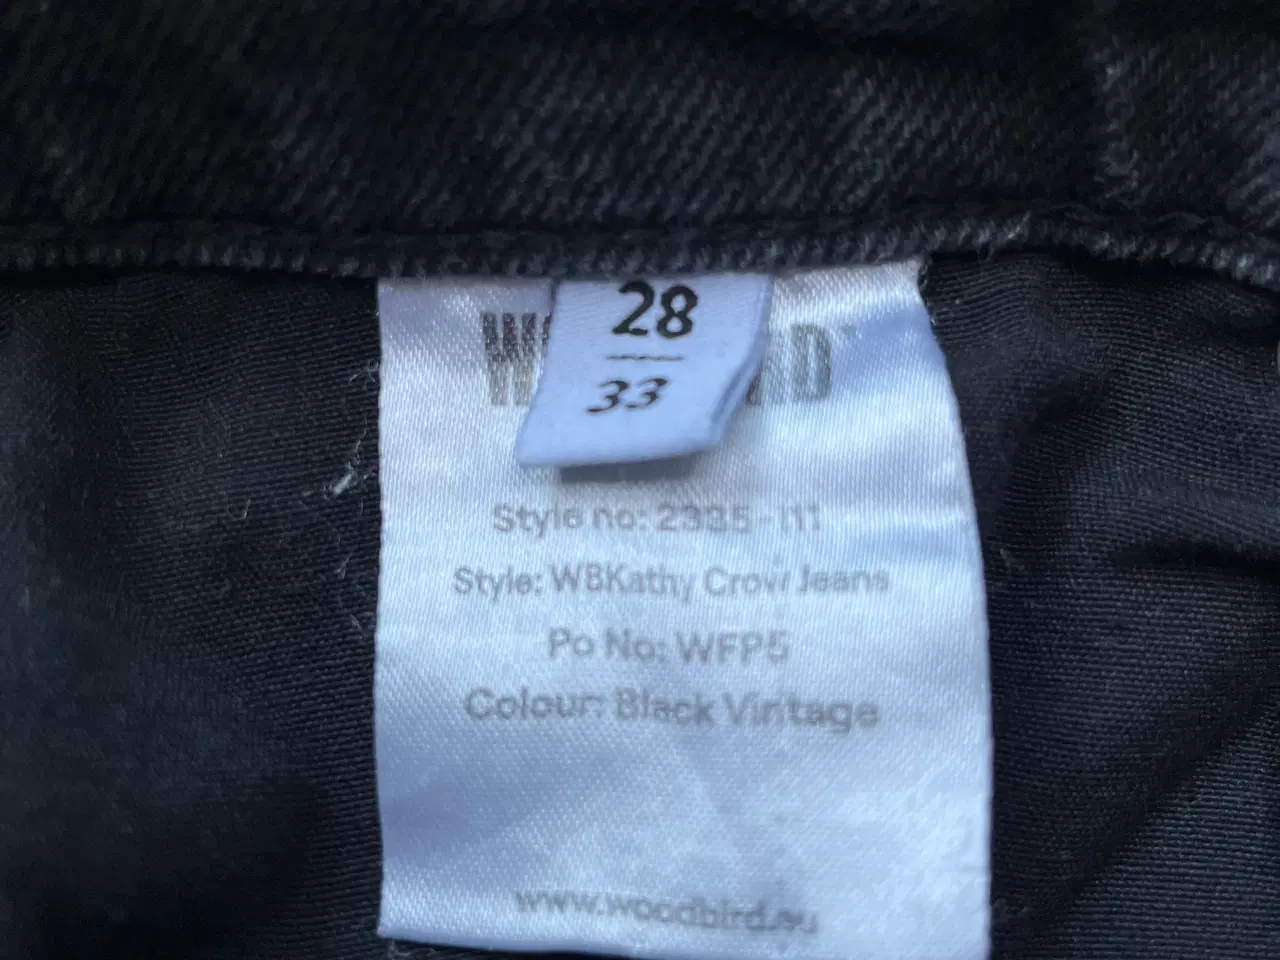 28
33
Style no: 2335-111
Style: WBKathy Crow Jeans
Po No: WFP5
Colour: Black Vintage
www.woodbird.eu